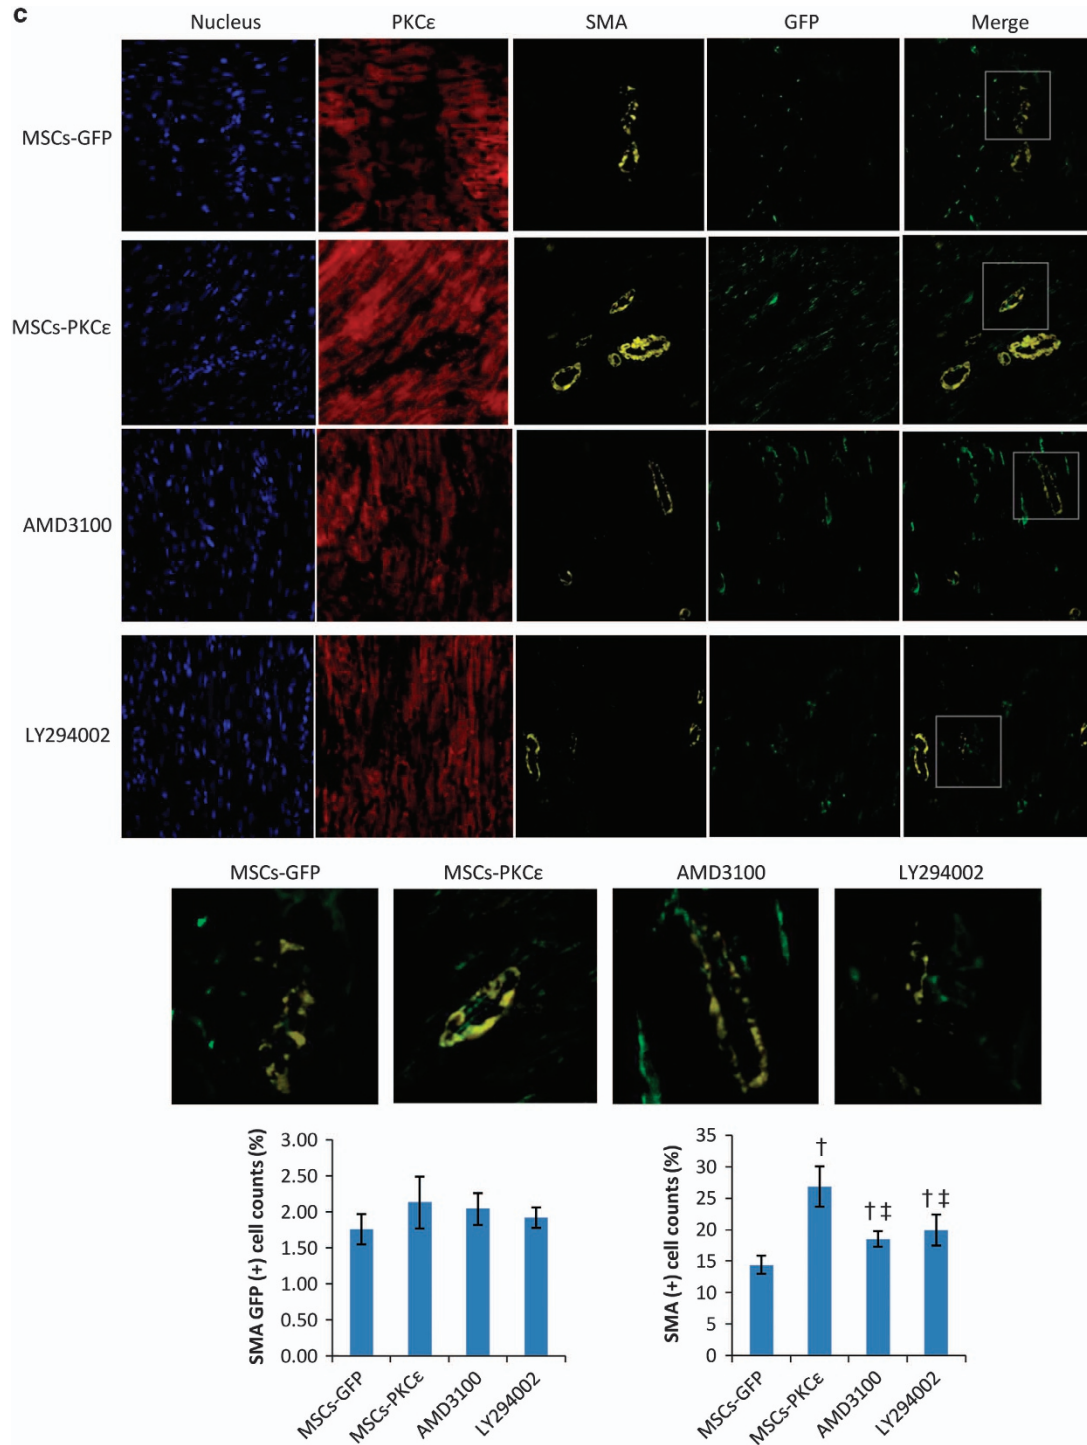 c
Nucleus PKCε SMA GFP Merge
MSCs-GFP
MSCs-PKCε
AMD3100
LY294002
MSCs-GFP MSCs-PKCε AMD3100 LY294002
SMA GFP (+) cell counts (%)
3.00
2.50
2.00
1.50
1.00
0.50
0.00
MSCs-GFP
MSCs-PKCε
AMD3100
LY294002
SMA (+) cell counts (%)
35
30
25
20
15
10
5
0
†
†‡
†‡
MSCs-GFP
MSCs-PKCε
AMD3100
LY294002